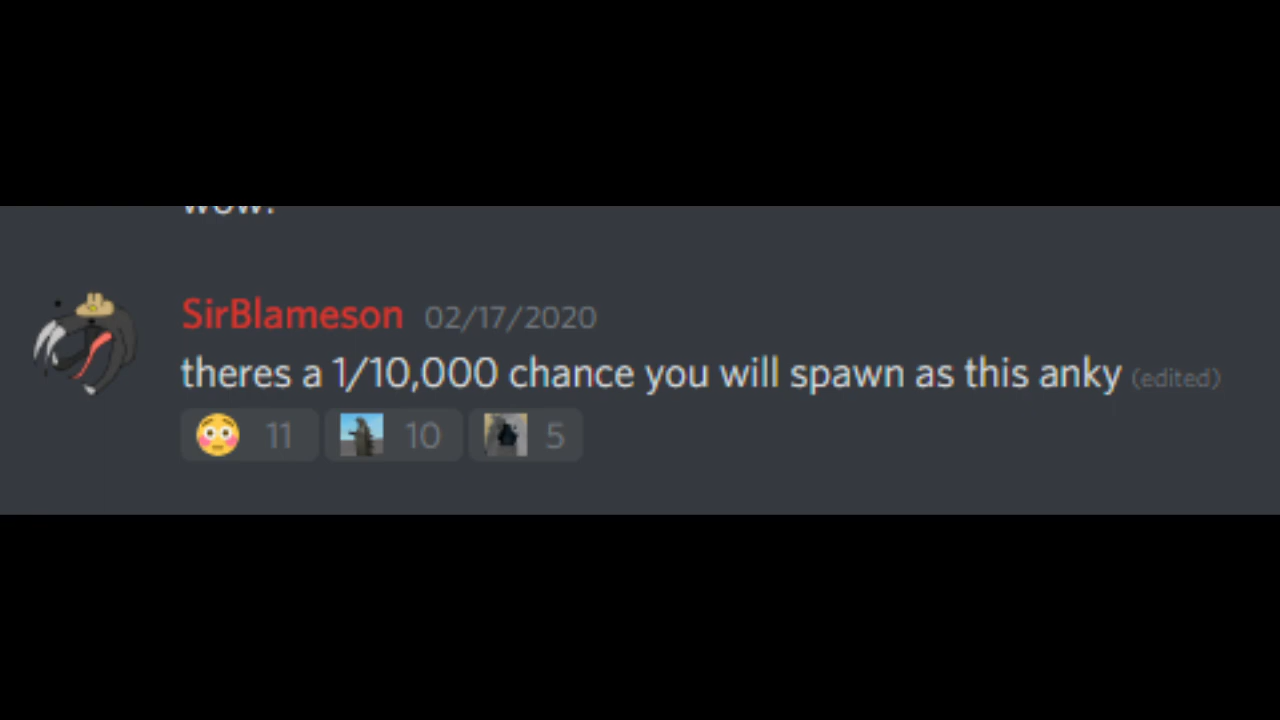 wow!
SirBlameson 02/17/2020
theres a 1/10,000 chance you will spawn as this anky (edited)
11 10 5